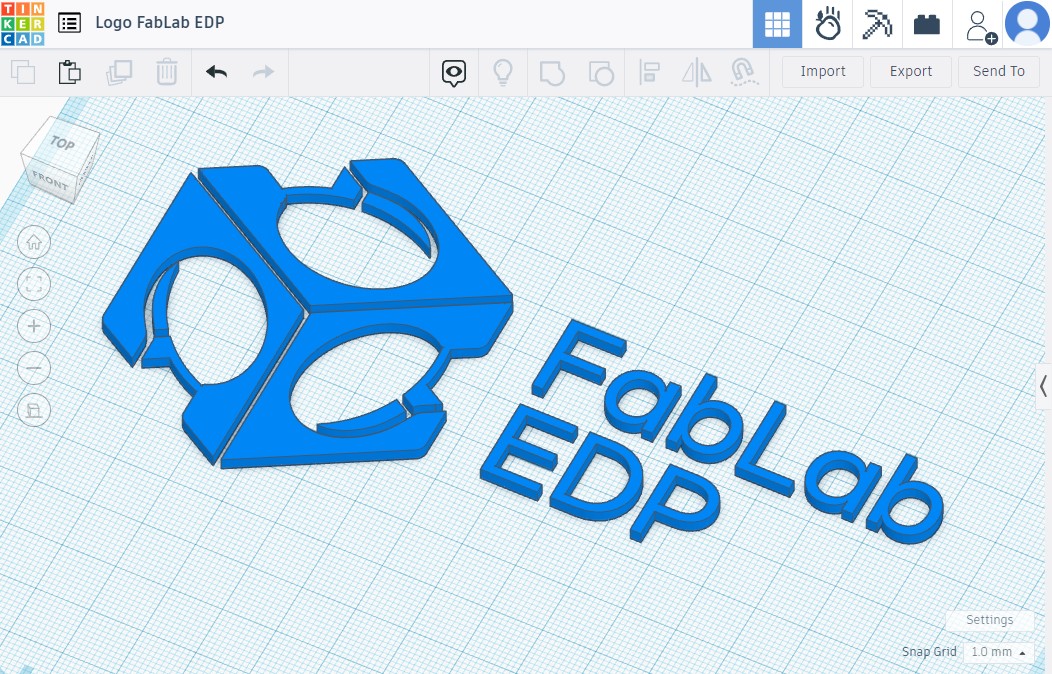 TIN
KER
CAD
Logo FabLab EDP
Import
Export
Send To
TOP
FRONT
FabLab
EDP
Settings
Snap Grid 1.0 mm